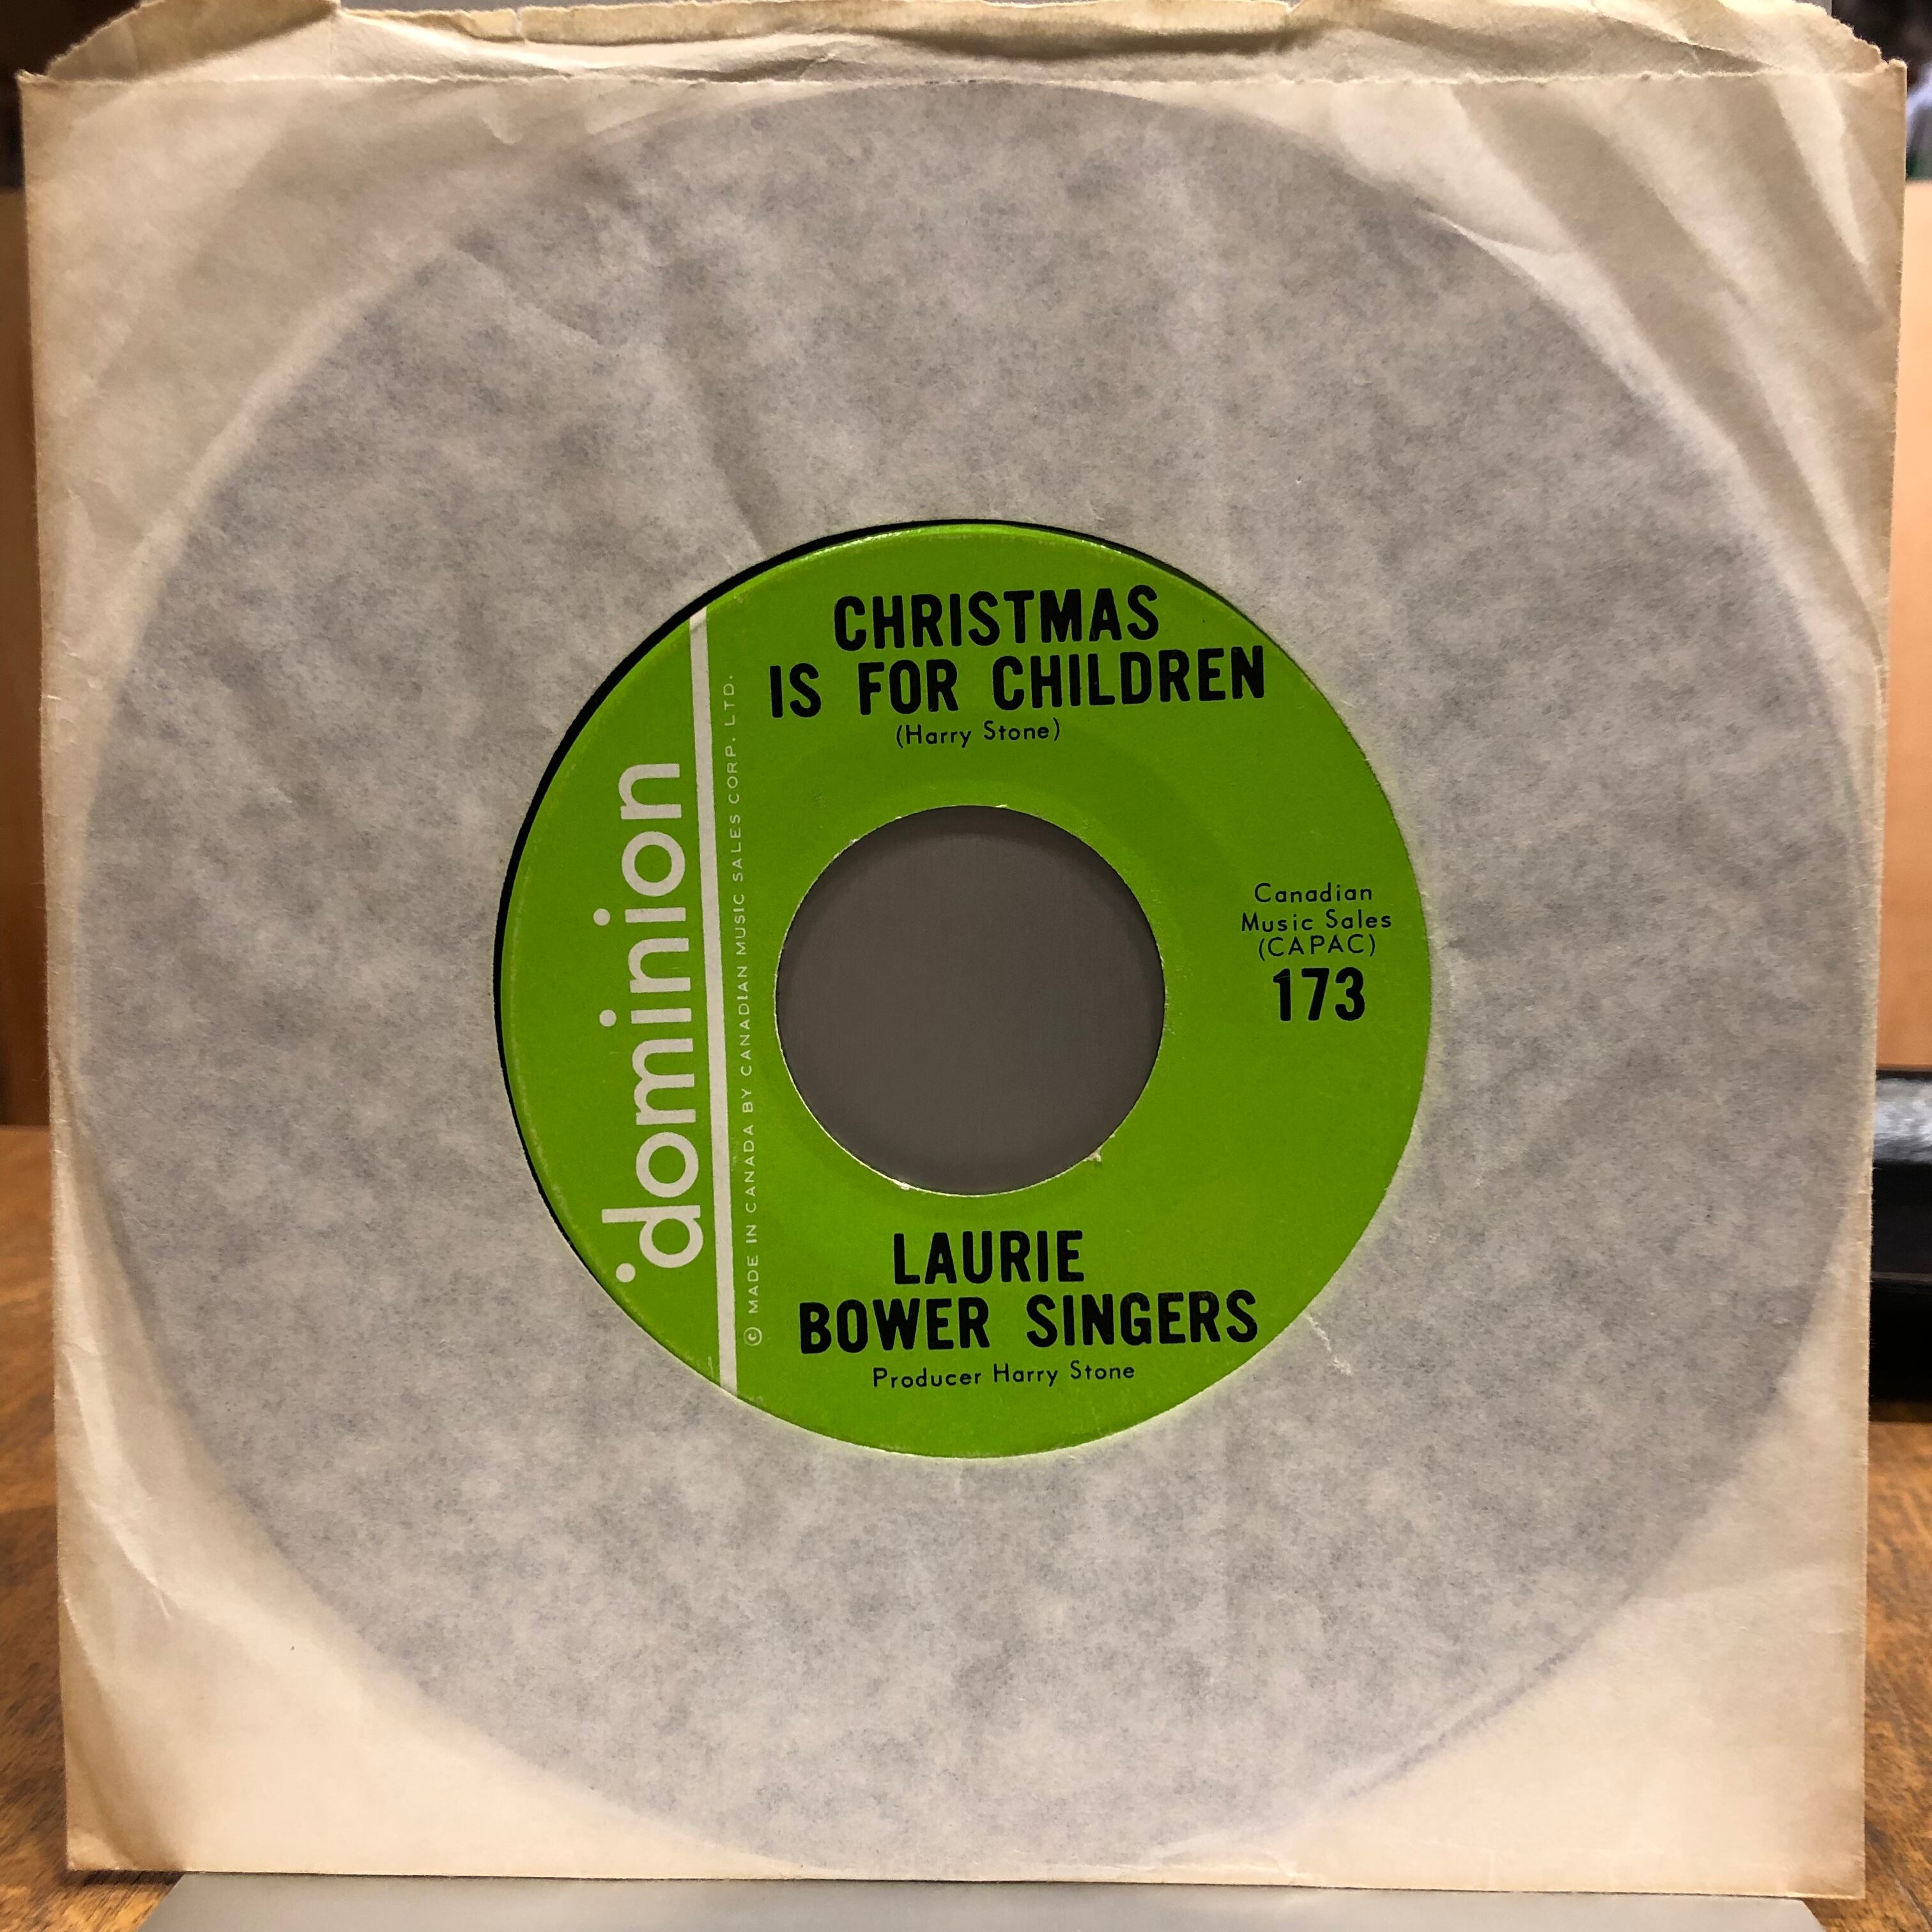 CHRISTMAS
IS FOR CHILDREN
(Harry Stone)
dominion
© MADE IN CANADA BY CANADIAN MUSIC SALES CORP. LTD.
Canadian
Music Sales
(CAPAC)
173
LAURIE
BOWER SINGERS
Producer Harry Stone